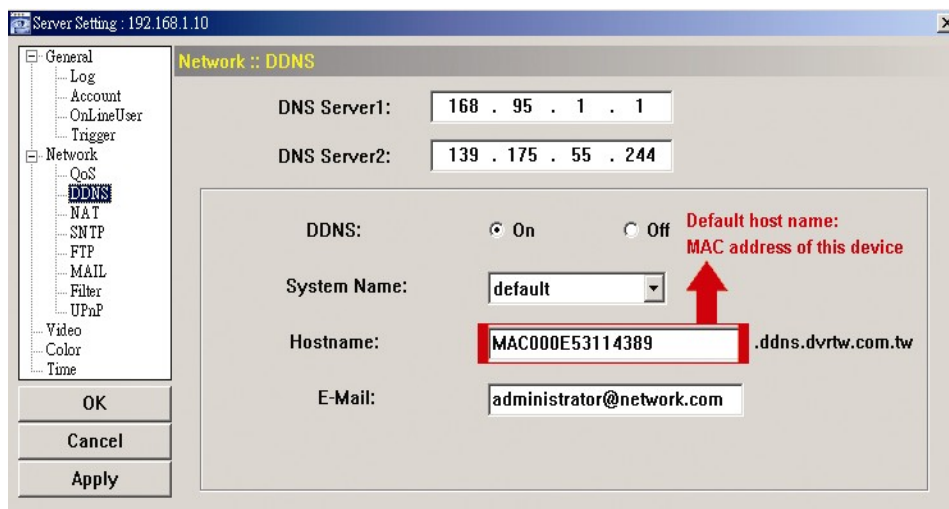 Server Setting : 192.168.1.10
General
Log
Account
OnLineUser
Trigger
Network
QoS
DDNS
NAT
SNTP
FTP
MAIL
Filter
UPnP
Video
Color
Time
OK
Cancel
Apply
Network :: DDNS
DNS Server1: 168 . 95 . 1 . 1
DNS Server2: 139 . 175 . 55 . 244
DDNS: On Off
Default host name:
MAC address of this device
System Name: default
Hostname: MAC000E53114389 .ddns.dvrtw.com.tw
E-Mail: administrator@network.com